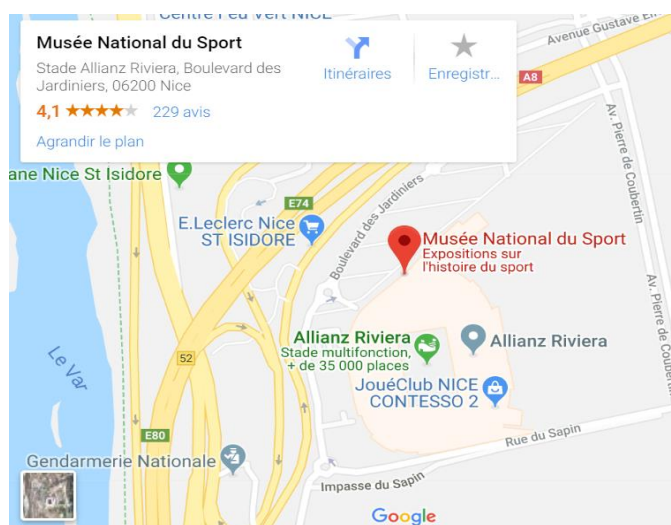 Centre Feu Vert NICE
Musée National du Sport
Stade Allianz Riviera, Boulevard des
Jardiniers, 06200 Nice
4,1
229 avis
Agrandir le plan
Itinéraires
Enregistr...
A8
Avenue Gustave Ei
Av. Pierre de Coubertin
Av. Pierre de Coubertin
ane Nice St Isidore
E74
E.Leclerc Nice
ST ISIDORE
Boulevard des Jardiniers
Musée National du Sport
Expositions sur
l'histoire du sport
Allianz Riviera
Stade multifonction,
+ de 35 000 places
Allianz Riviera
JouéClub NICE
CONTESSO 2
Le Var
52
E80
Gendarmerie Nationale
Rue du Sapin
Impasse du Sapin
Google